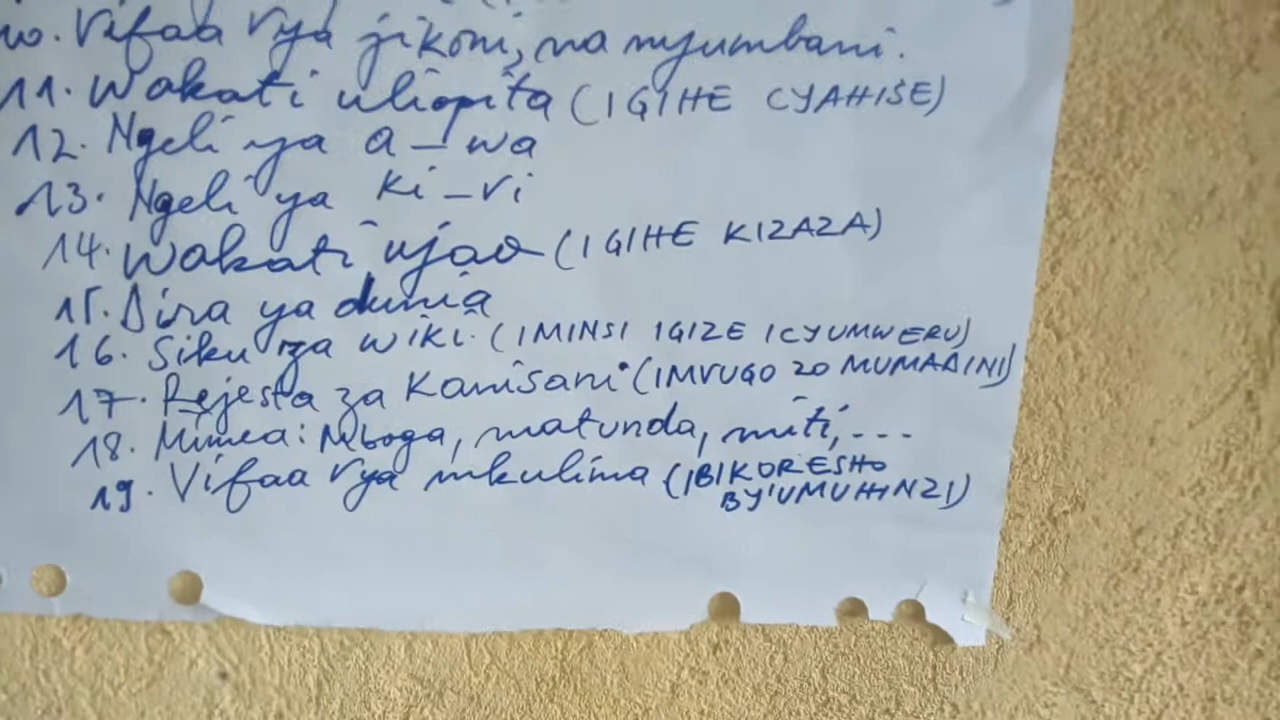 10. Vifaa vya jikoni, na nyumbani.
11. Wakati uliopita (IGIHE CYAHISE)
12. Ngeli ya a - wa
13. Ngeli ya ki - vi
14. Wakati ujao (IGIHE KIZAZA)
15. Dira ya dunia
16. Siku za wiki. (IMINSI IGIZE ICYUMWERU)
17. Rejesta za Kanisani (IMVUGO ZO MUMADINI)
18. Mimea: Mboga, matunda, miti, ---
19. Vifaa vya mkulima (IBIKORESHO
BY'UMUHINZI)